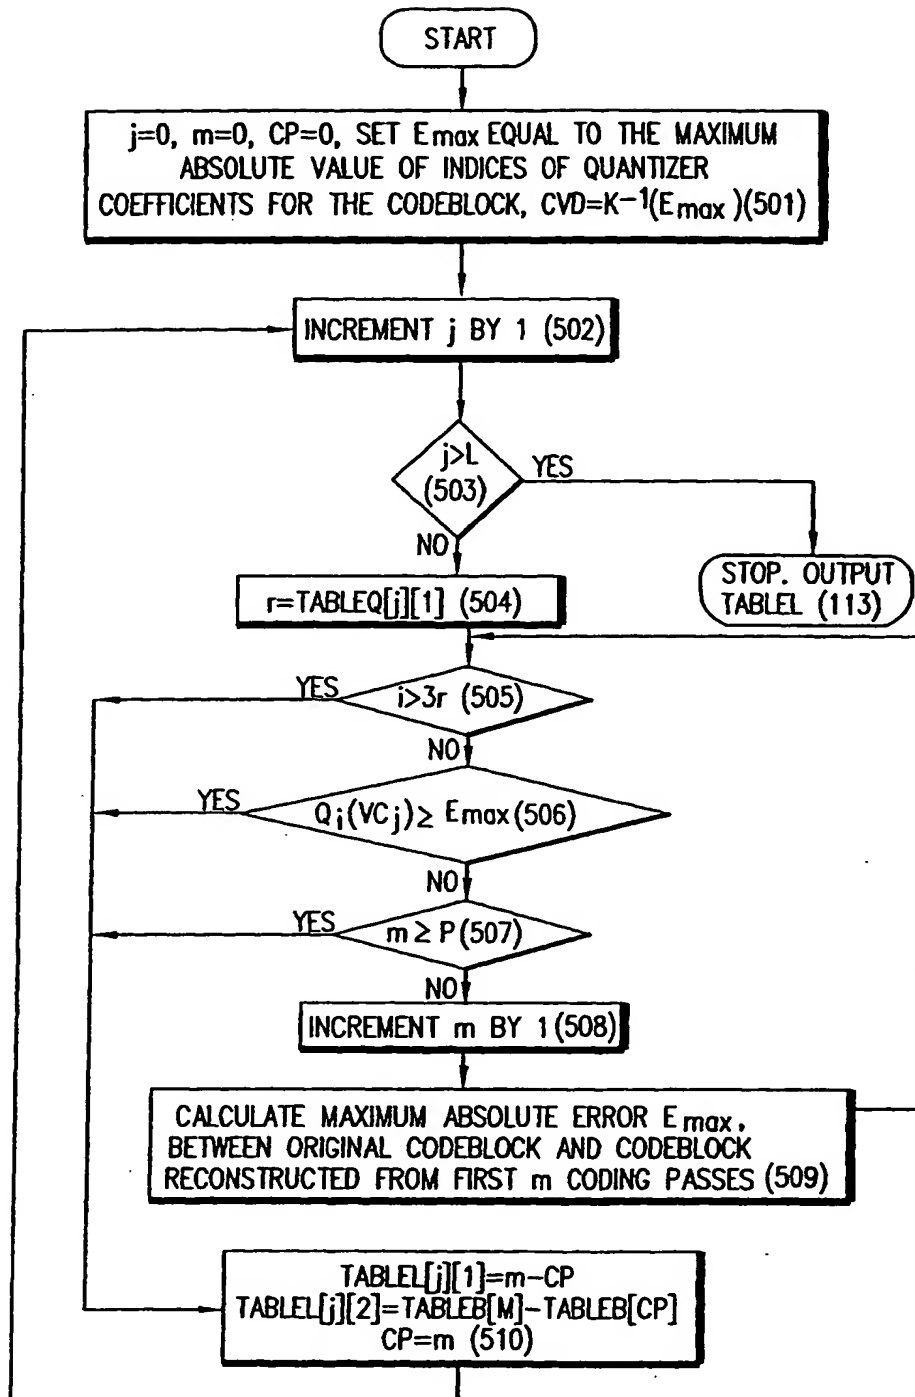 START
j=0, m=0, CP=0, SET Emax EQUAL TO THE MAXIMUM
ABSOLUTE VALUE OF INDICES OF QUANTIZER
COEFFICIENTS FOR THE CODEBLOCK, CVD=K⁻¹(Emax)(501)
INCREMENT j BY 1 (502)
j>L
(503)
YES
NO
STOP. OUTPUT
TABLEL (113)
r=TABLEQ[j][1] (504)
YES
i>3r (505)
NO
YES
Qi(VCj)≥ Emax(506)
NO
YES
m≥P(507)
NO
INCREMENT m BY 1(508)
CALCULATE MAXIMUM ABSOLUTE ERROR Emax,
BETWEEN ORIGINAL CODEBLOCK AND CODEBLOCK
RECONSTRUCTED FROM FIRST m CODING PASSES (509)
TABLEL[j][1]=m-CP
TABLEL[j][2]=TABLEB[M]-TABLEB[CP]
CP=m (510)